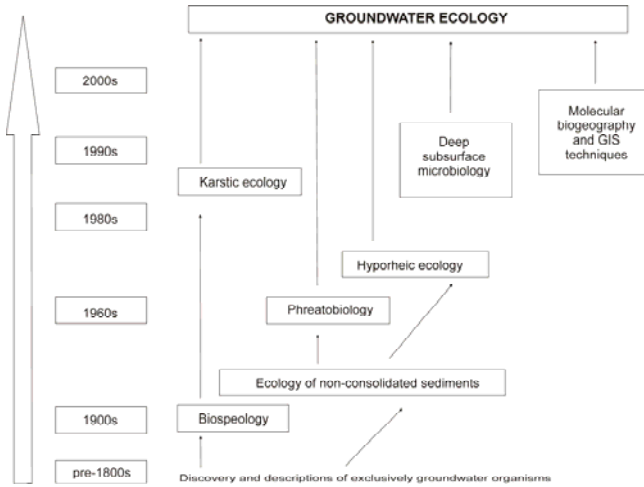 GROUNDWATER ECOLOGY
2000s
Molecular
biogeography
and GIS
techniques
1990s
Deep
subsurface
microbiology
Karstic ecology
1980s
Hyporheic ecology
1960s
Phreatobiology
Ecology of non-consolidated sediments
1900s
Biospeology
pre-1800s
Discovery and descriptions of exclusively groundwater organisms